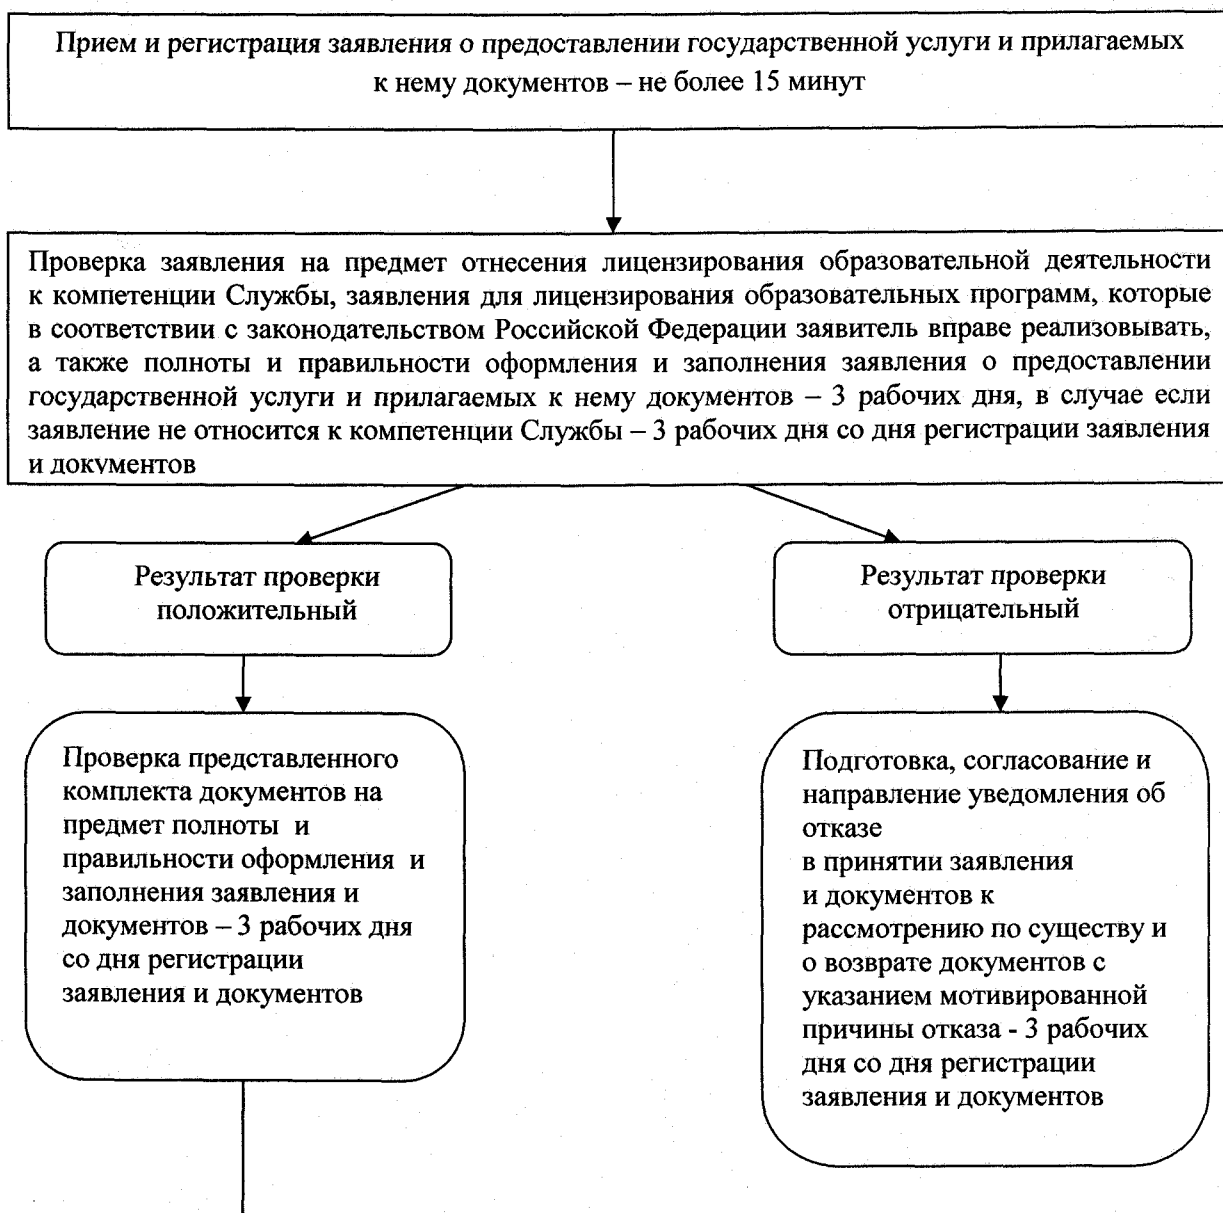 Прием и регистрация заявления о предоставлении государственной услуги и прилагаемых
к нему документов – не более 15 минут
Проверка заявления на предмет отнесения лицензирования образовательной деятельности
к компетенции Службы, заявления для лицензирования образовательных программ, которые
в соответствии с законодательством Российской Федерации заявитель вправе реализовывать,
а также полноты и правильности оформления и заполнения заявления о предоставлении
государственной услуги и прилагаемых к нему документов – 3 рабочих дня, в случае если
заявление не относится к компетенции Службы – 3 рабочих дня со дня регистрации заявления
и документов
Результат проверки
положительный
Результат проверки
отрицательный
Проверка представленного
комплекта документов на
предмет полноты и
правильности оформления и
заполнения заявления и
документов – 3 рабочих дня
со дня регистрации
заявления и документов
Подготовка, согласование и
направление уведомления об
отказе
в принятии заявления
и документов к
рассмотрению по существу и
о возврате документов с
указанием мотивированной
причины отказа - 3 рабочих
дня со дня регистрации
заявления и документов